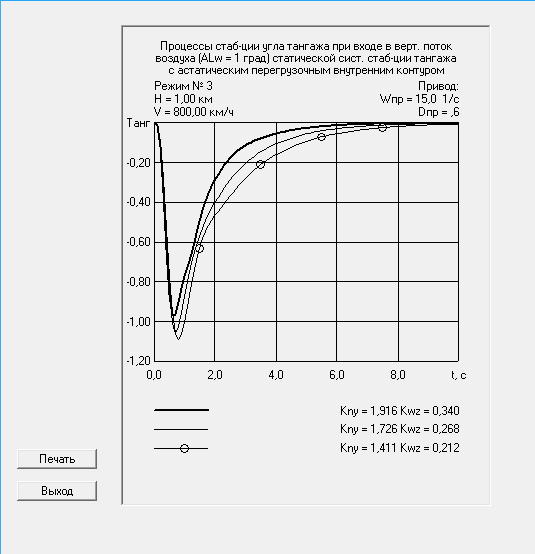 Процессы стаб-ции угла тангажа при входе в верт. поток
воздуха (ALw = 1 град) статической сист. стаб-ции тангажа
с астатическим перегрузочным внутренним контуром
Режим № 3
Привод:
H = 1,00 км
Wпр = 15,0 1/с
V = 800,00 км/ч
Dпр = ,6
Танг
-0,20
-0,40
-0,60
-0,80
-1,00
-1,20
0,0 2,0 4,0 6,0 8,0 t, с
Kny = 1,916 Kwz = 0,340
Kny = 1,726 Kwz = 0,268
Kny = 1,411 Kwz = 0,212
Печать
Выход